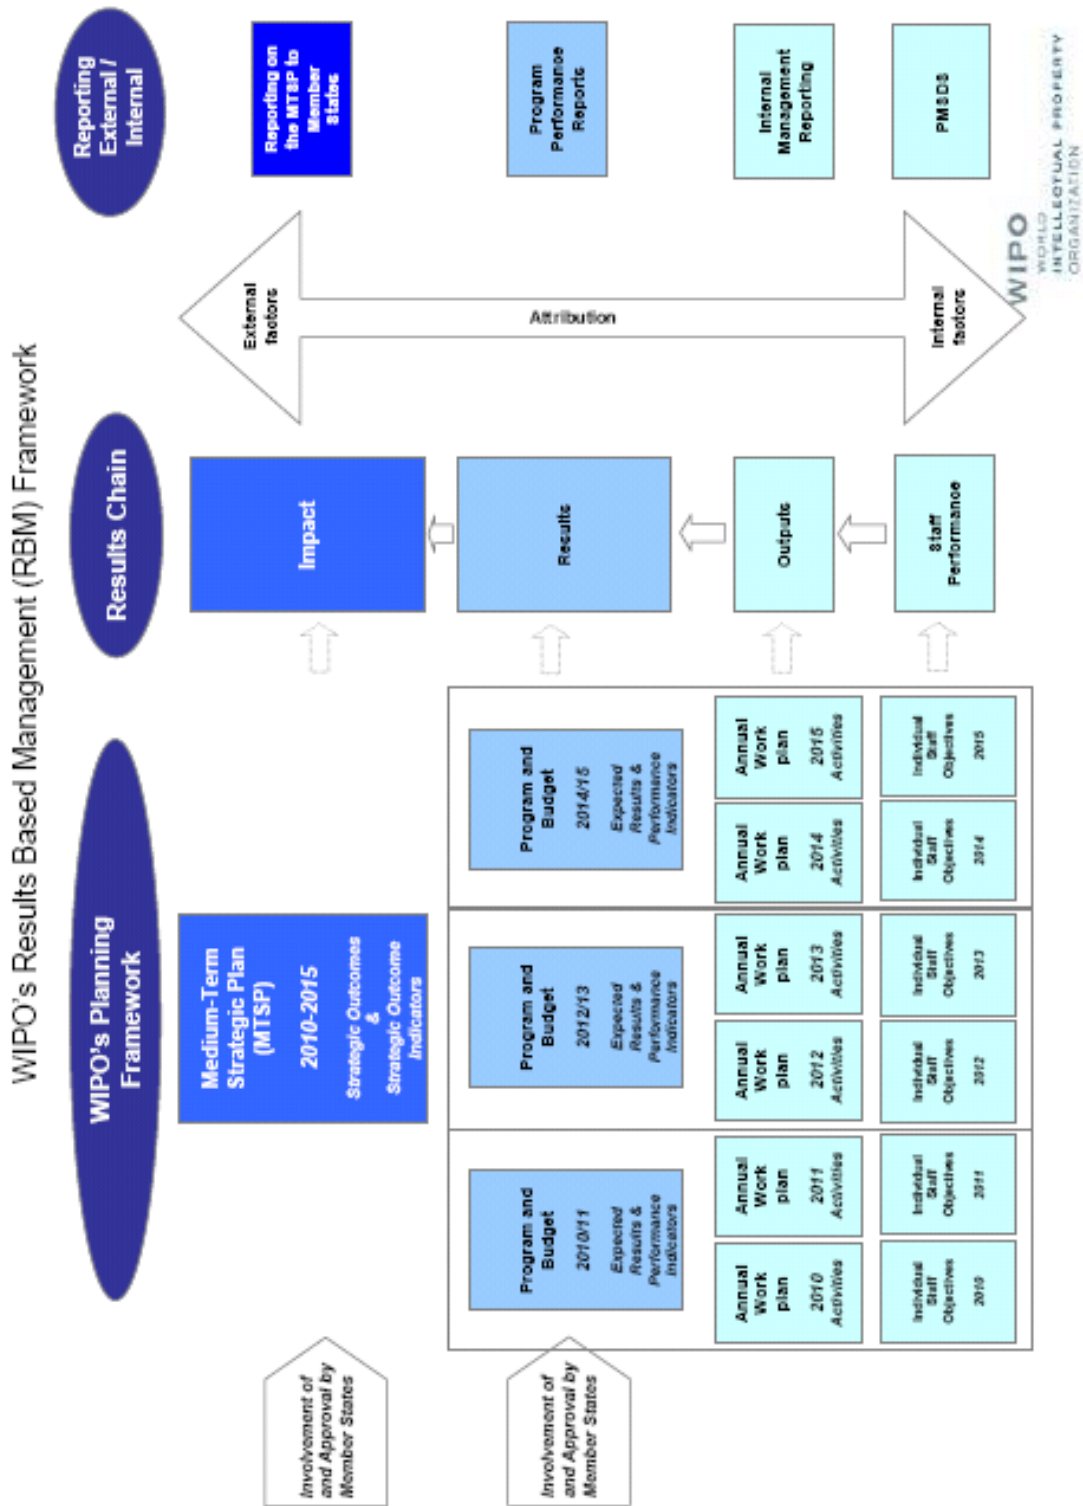 WIPO's Results Based Management (RBM) Framework
WIPO's Planning
Framework
Results Chain
Reporting
External /
Internal
Involvement of
and Approval by
Member States
Medium-Term
Strategic Plan
(MTSP)
2010-2015
Strategic Outcomes
&
Strategic Outcome
Indicators
Impact
External
factors
Reporting on
the MTSP to
Member
States
Involvement of
and Approval by
Member States
Program and
Budget
2010/11
Expected
Results &
Performance
Indicators
Program and
Budget
2012/13
Expected
Results &
Performance
Indicators
Program and
Budget
2014/15
Expected
Results &
Performance
Indicators
Results
Attribution
Program
Performance
Reports
Annual
Work
plan
2010
Activities
Annual
Work
plan
2011
Activities
Annual
Work
plan
2012
Activities
Annual
Work
plan
2013
Activities
Annual
Work
plan
2014
Activities
Annual
Work
plan
2015
Activities
Outputs
Internal
Management
Reporting
Individual
Staff
Objectives
2010
Individual
Staff
Objectives
2011
Individual
Staff
Objectives
2012
Individual
Staff
Objectives
2013
Individual
Staff
Objectives
2014
Individual
Staff
Objectives
2015
Staff
Performance
Internal
factors
PMSDS
WIPO
WORLD
INTELLECTUAL PROPERTY
ORGANIZATION